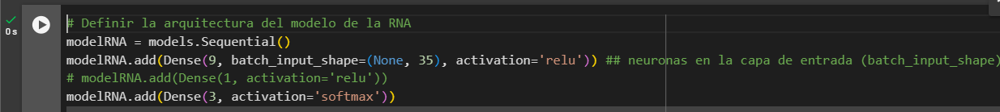 # Definir la arquitectura del modelo de la RNA
modelRNA = models.Sequential()
modelRNA.add(Dense(9, batch_input_shape=(None, 35), activation='relu')) ## neuronas en la capa de entrada (batch_input_shape)
# modelRNA.add(Dense(1, activation='relu'))
modelRNA.add(Dense(3, activation='softmax'))
0s